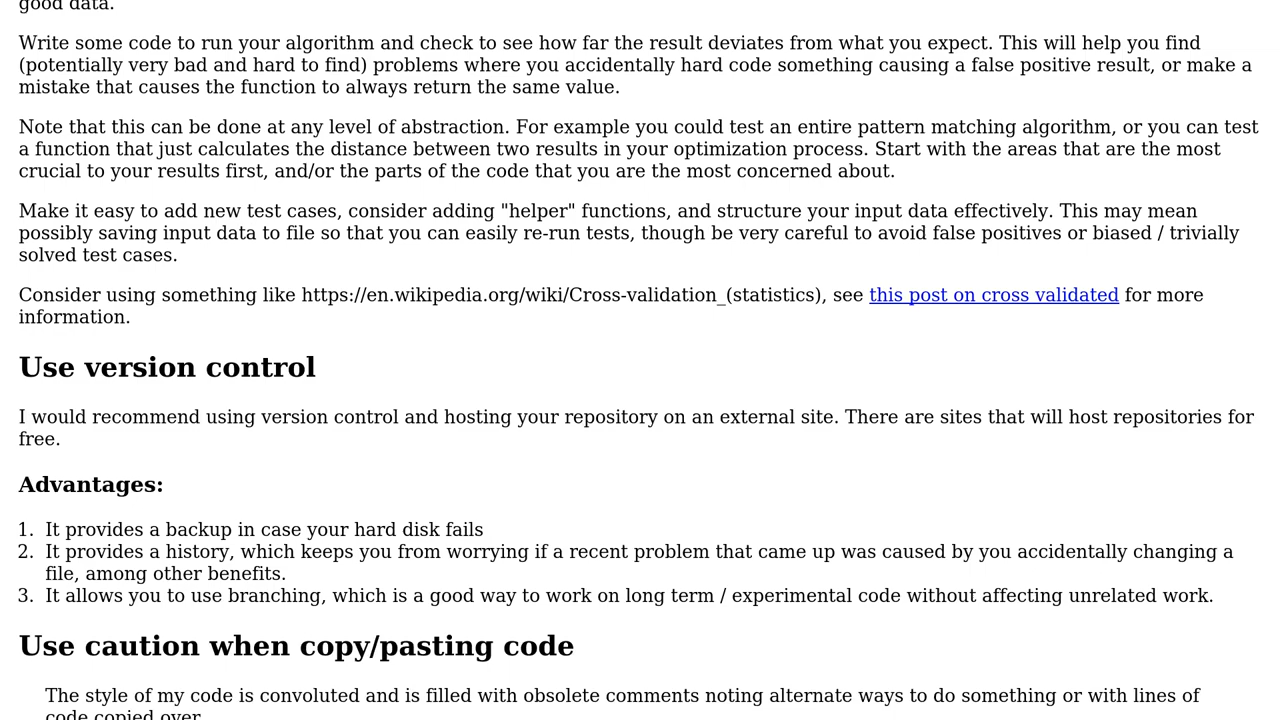 good data.
Write some code to run your algorithm and check to see how far the result deviates from what you expect. This will help you find
(potentially very bad and hard to find) problems where you accidentally hard code something causing a false positive result, or make a
mistake that causes the function to always return the same value.
Note that this can be done at any level of abstraction. For example you could test an entire pattern matching algorithm, or you can test
a function that just calculates the distance between two results in your optimization process. Start with the areas that are the most
crucial to your results first, and/or the parts of the code that you are the most concerned about.
Make it easy to add new test cases, consider adding "helper" functions, and structure your input data effectively. This may mean
possibly saving input data to file so that you can easily re-run tests, though be very careful to avoid false positives or biased / trivially
solved test cases.
Consider using something like https://en.wikipedia.org/wiki/Cross-validation_(statistics), see this post on cross validated for more
information.
Use version control
I would recommend using version control and hosting your repository on an external site. There are sites that will host repositories for
free.
Advantages:
1. It provides a backup in case your hard disk fails
2. It provides a history, which keeps you from worrying if a recent problem that came up was caused by you accidentally changing a
file, among other benefits.
3. It allows you to use branching, which is a good way to work on long term / experimental code without affecting unrelated work.
Use caution when copy/pasting code
The style of my code is convoluted and is filled with obsolete comments noting alternate ways to do something or with lines of
code copied over.